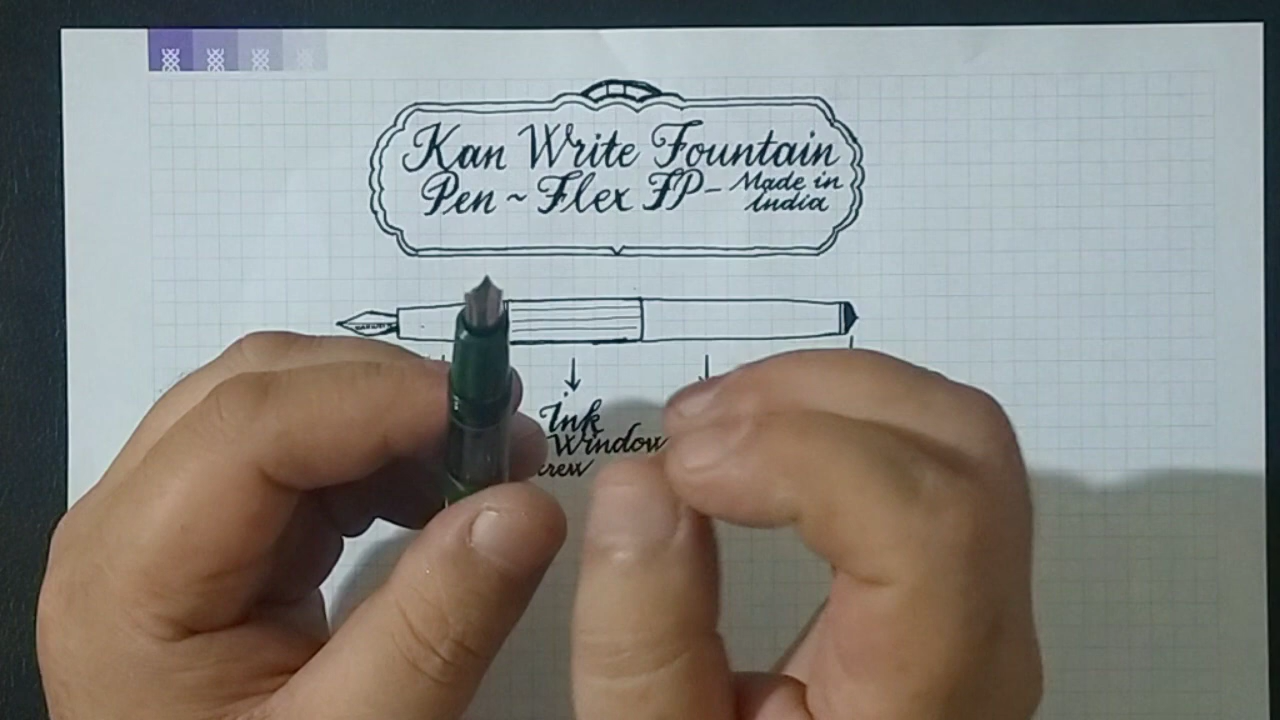 Kan Write Fountain
Pen ~ Flex FP - Made in
India
Ink
Window